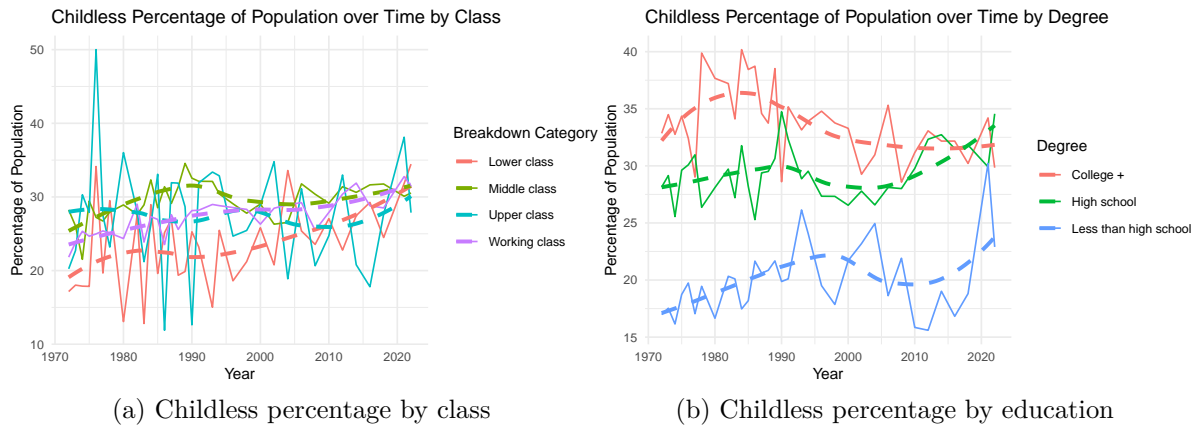 Childless Percentage of Population over Time by Class
Percentage of Population
50
40
30
20
10
1970 1980 1990 2000 2010 2020
Year
Breakdown Category
Lower class
Middle class
Upper class
Working class
(a) Childless percentage by class
Childless Percentage of Population over Time by Degree
Percentage of Population
40
35
30
25
20
15
1970 1980 1990 2000 2010 2020
Year
Degree
College +
High school
Less than high school
(b) Childless percentage by education